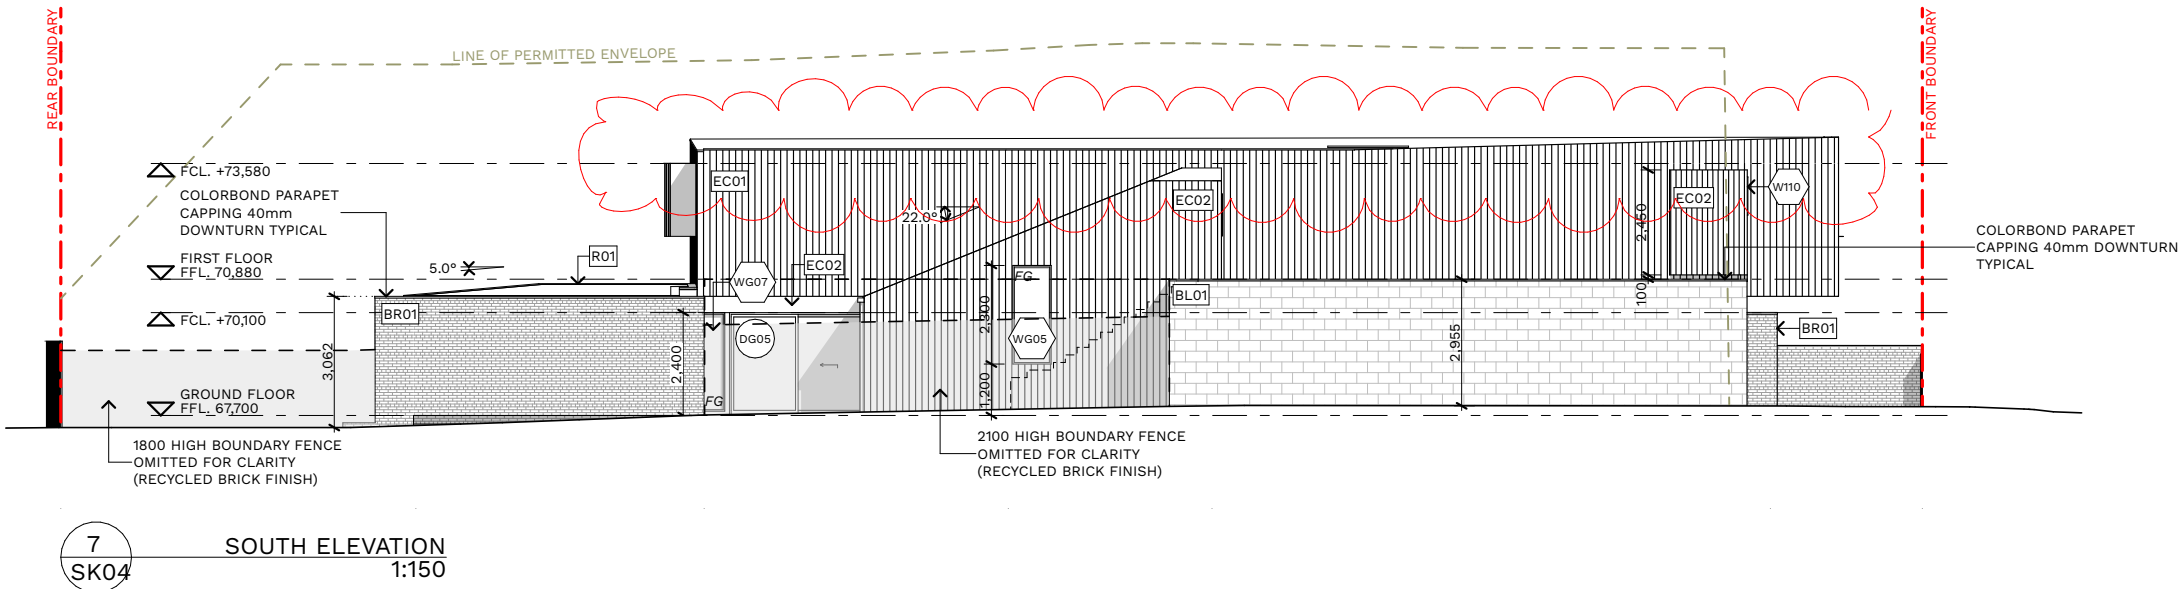 REAR BOUNDARY
LINE OF PERMITTED ENVELOPE
FRONT BOUNDARY
FCL. +73,580
COLORBOND PARAPET
CAPPING 40mm
DOWNTURN TYPICAL
FIRST FLOOR
FFL. 70,880
FCL. +70,100
GROUND FLOOR
FFL. 67,700
5.0°
R01
EC01
EC02
WG07
DG05
FG
BR01
3,062
2,400
22.0°
FG
WG05
2,300
1,200
EC02
BL01
2,955
2,450
100
EC02
W110
BR01
COLORBOND PARAPET
CAPPING 40mm DOWNTURN
TYPICAL
1800 HIGH BOUNDARY FENCE
OMITTED FOR CLARITY
(RECYCLED BRICK FINISH)
2100 HIGH BOUNDARY FENCE
OMITTED FOR CLARITY
(RECYCLED BRICK FINISH)
7
SK04
SOUTH ELEVATION
1:150